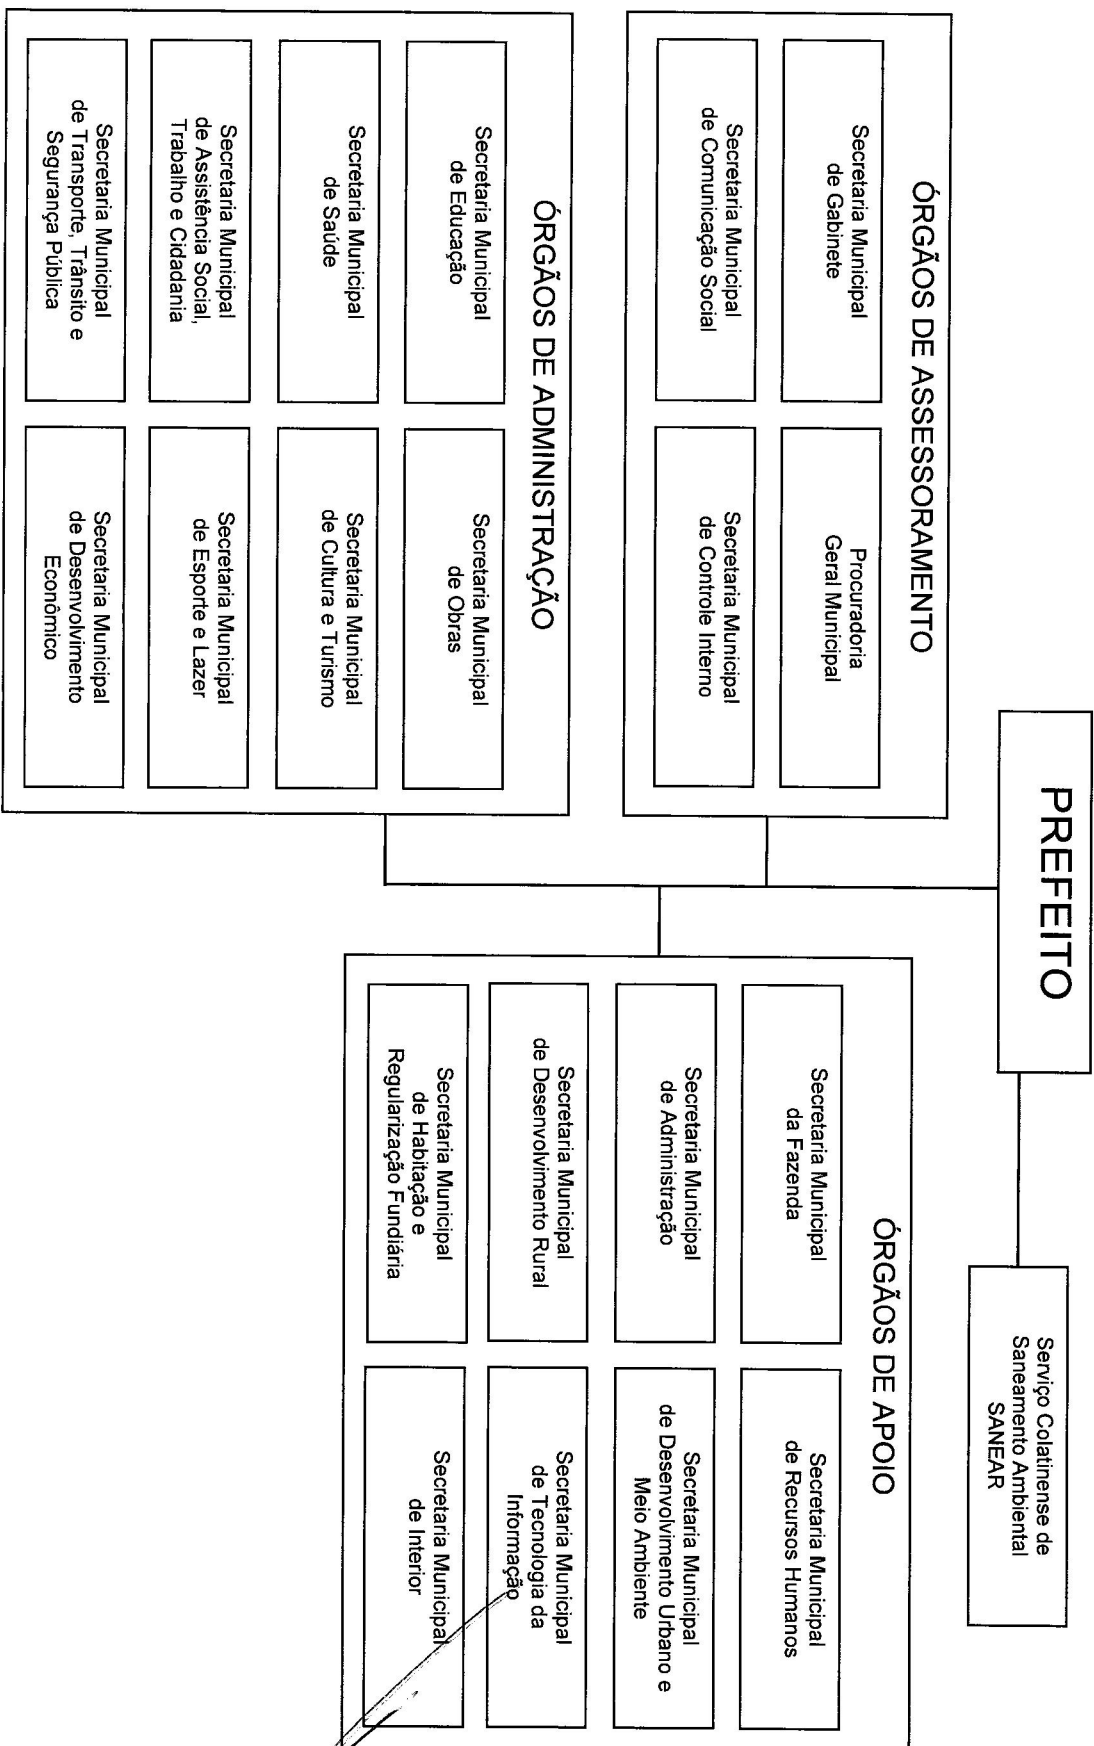 PREFEITO
Serviço Colatinense de
Saneamento Ambiental
SANEAR
ÓRGÃOS DE ASSESSORAMENTO
Secretaria Municipal
de Gabinete
Procuradoria
Geral Municipal
Secretaria Municipal
de Comunicação Social
Secretaria Municipal
de Controle Interno
ÓRGÃOS DE APOIO
Secretaria Municipal
da Fazenda
Secretaria Municipal
de Recursos Humanos
Secretaria Municipal
de Administração
Secretaria Municipal
de Desenvolvimento Urbano e
Meio Ambiente
Secretaria Municipal
de Desenvolvimento Rural
Secretaria Municipal
de Tecnologia da
Informação
Secretaria Municipal
de Habitação e
Regularização Fundiária
Secretaria Municipal
de Interior
ÓRGÃOS DE ADMINISTRAÇÃO
Secretaria Municipal
de Educação
Secretaria Municipal
de Obras
Secretaria Municipal
de Saúde
Secretaria Municipal
de Cultura e Turismo
Secretaria Municipal
de Assistência Social,
Trabalho e Cidadania
Secretaria Municipal
de Esporte e Lazer
Secretaria Municipal
de Transporte, Trânsito e
Segurança Pública
Secretaria Municipal
de Desenvolvimento
Econômico